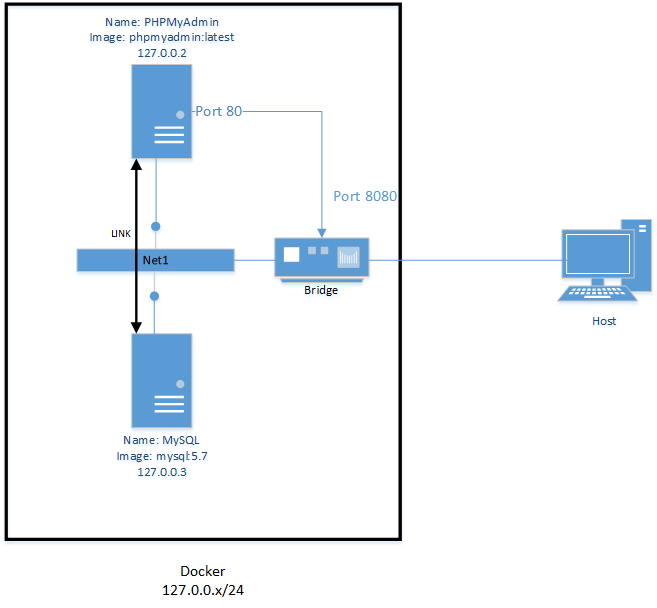 Name: PHPMyAdmin
Image: phpmyadmin:latest
127.0.0.2
Port 80
Port 8080
LINK
Net1
Bridge
Host
Name: MySQL
Image: mysql:5.7
127.0.0.3
Docker
127.0.0.x/24